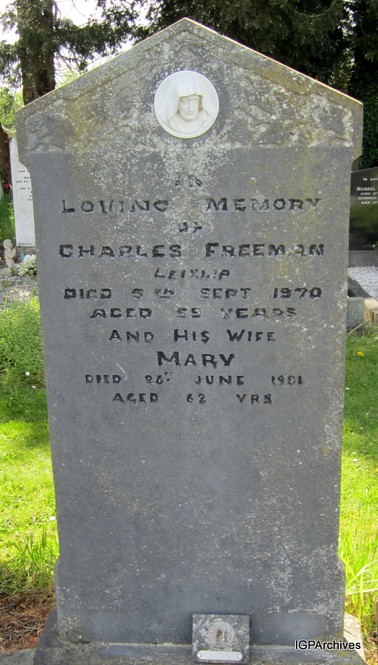 IN
LOVING MEMORY
OF
CHARLES FREEMAN
LEIXLIP
DIED 5TH SEPT 1970
AGED 59 YEARS
AND HIS WIFE
MARY
DIED 26TH JUNE 1981
AGED 62 YRS
IGPArchives